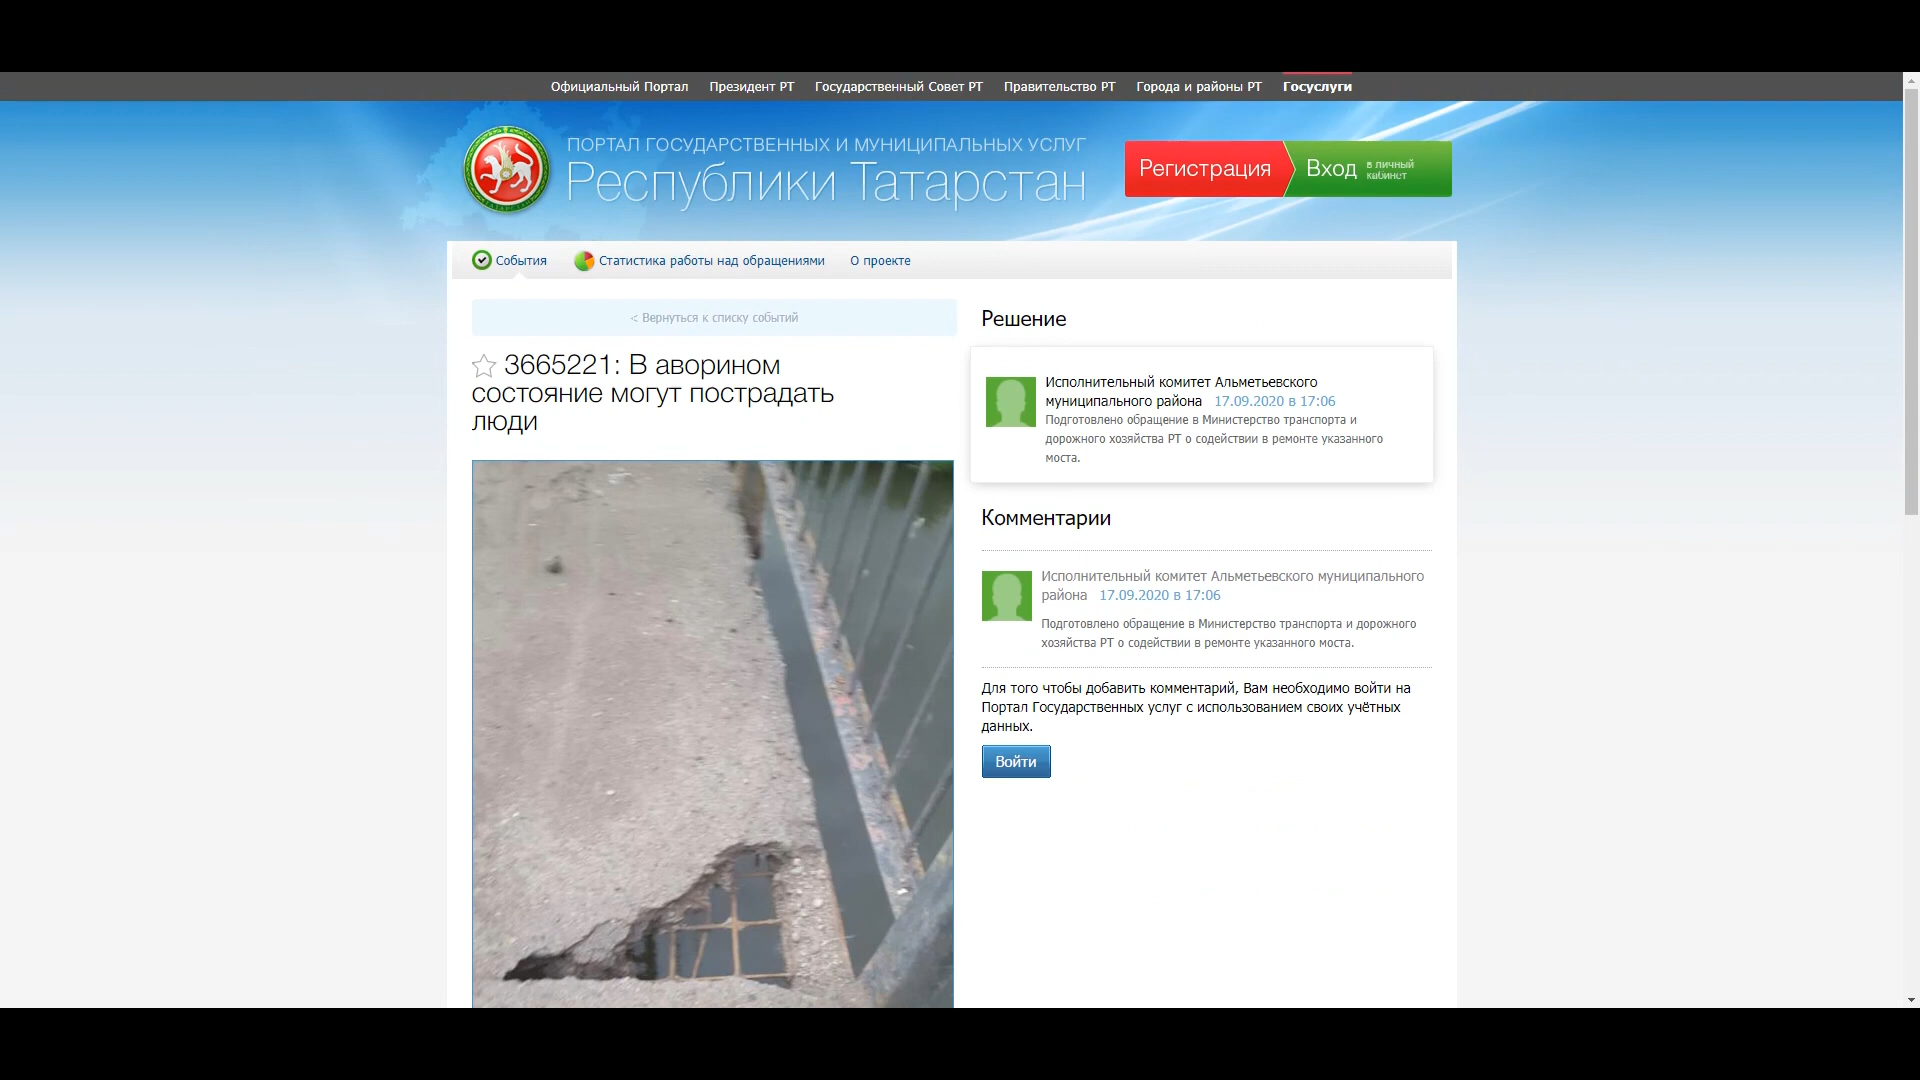 Официальный Портал Президент РТ Государственный Совет РТ Правительство РТ Города и районы РТ Госуслуги
ПОРТАЛ ГОСУДАРСТВЕННЫХ И МУНИЦИПАЛЬНЫХ УСЛУГ
Республики Татарстан
Регистрация Вход в личный
кабинет
События Статистика работы над обращениями О проекте
< Вернуться к списку событий
3665221: В аворином
состояние могут пострадать
люди
Решение
Исполнительный комитет Альметьевского
муниципального района 17.09.2020 в 17:06
Подготовлено обращение в Министерство транспорта и
дорожного хозяйства РТ о содействии в ремонте указанного
моста.
Комментарии
Исполнительный комитет Альметьевского муниципального
района 17.09.2020 в 17:06
Подготовлено обращение в Министерство транспорта и дорожного
хозяйства РТ о содействии в ремонте указанного моста.
Для того чтобы добавить комментарий, Вам необходимо войти на
Портал Государственных услуг с использованием своих учётных
данных.
Войти